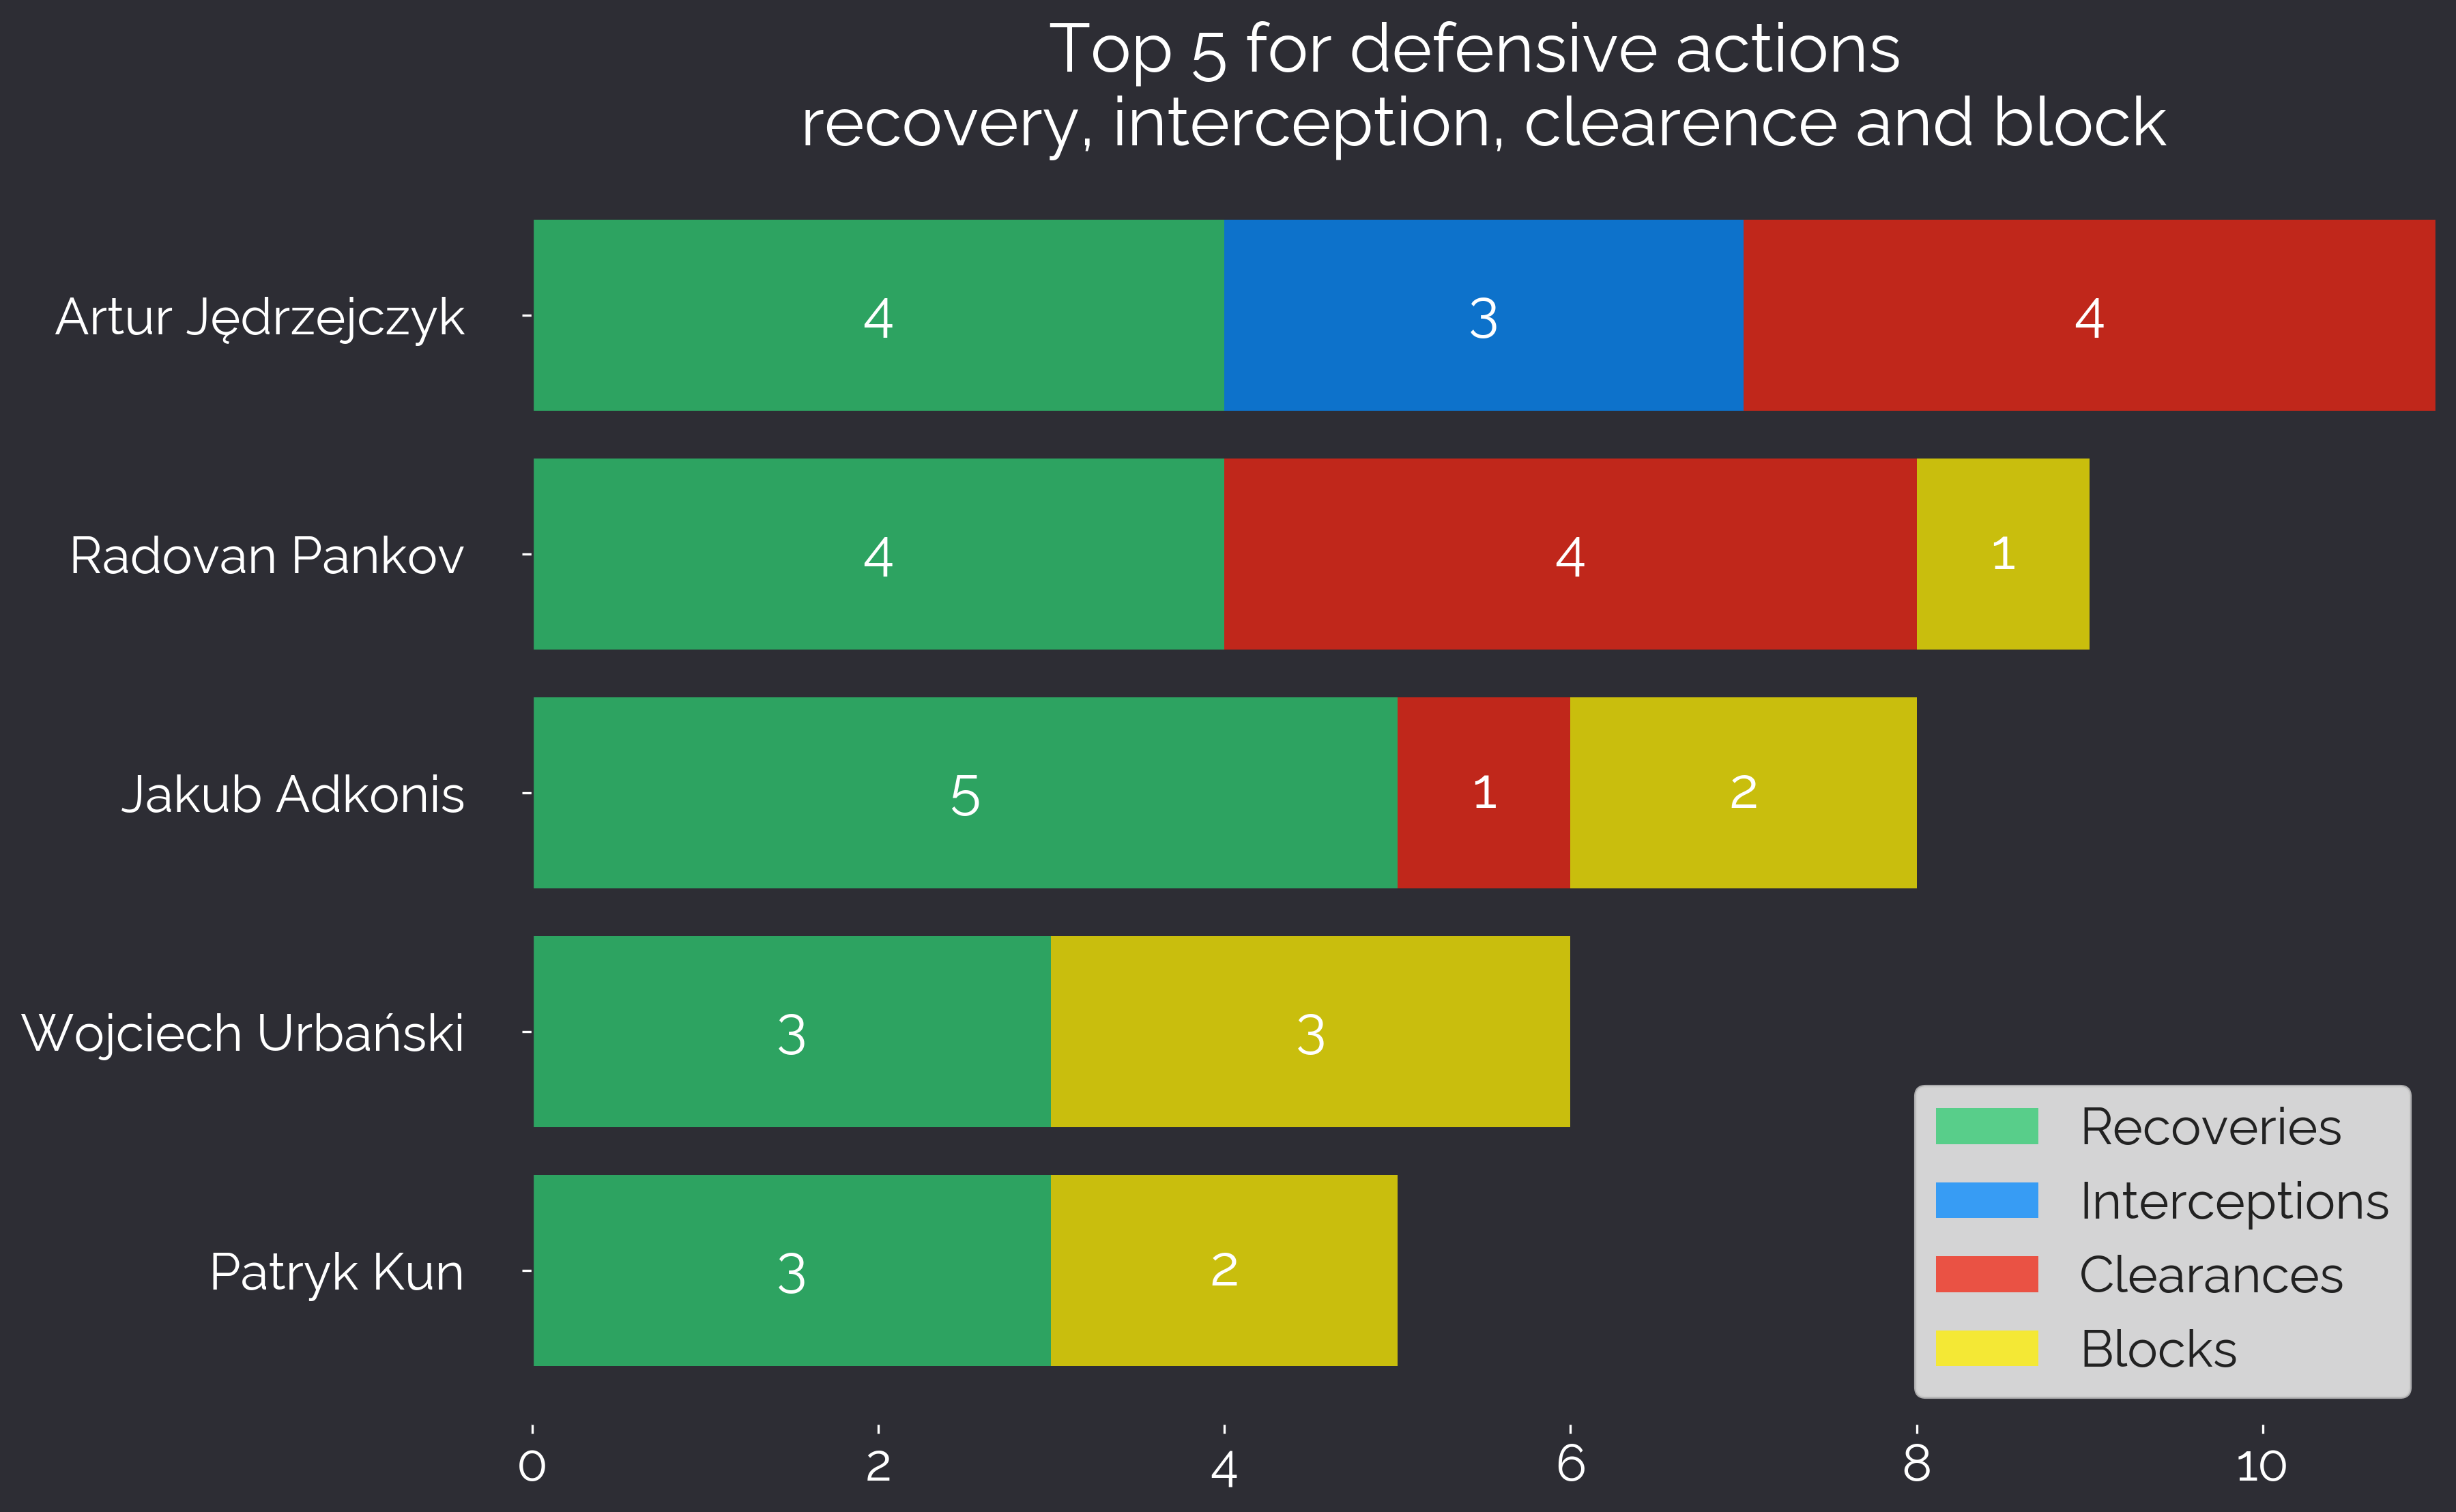 Top 5 for defensive actions
recovery, interception, clearence and block
Artur Jędrzejczyk
4 3 4
Radovan Pankov
4 4 1
Jakub Adkonis
5 1 2
Wojciech Urbański
3 3
Patryk Kun
3 2
Recoveries
Interceptions
Clearances
Blocks
0 2 4 6 8 10